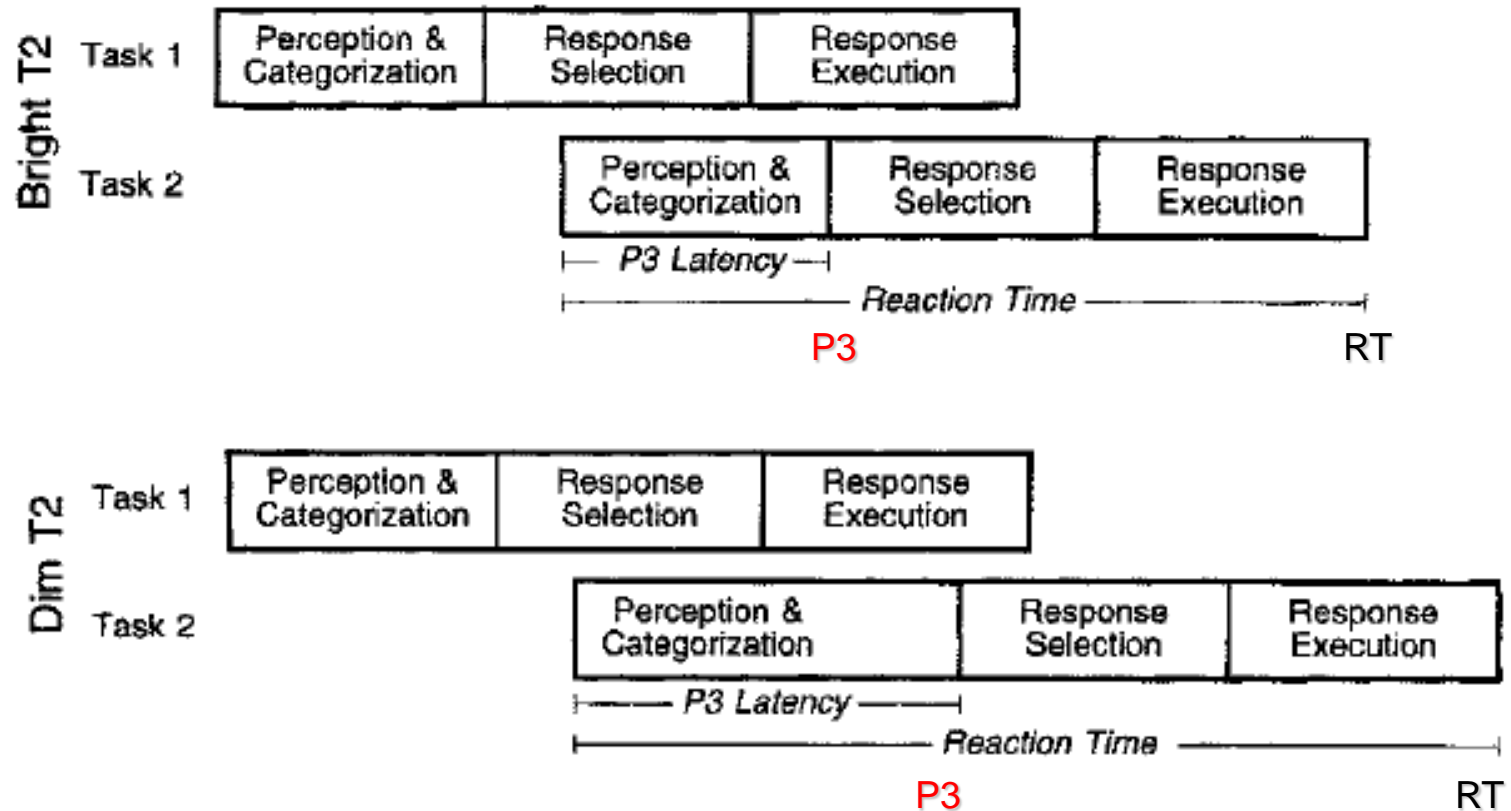 Bright T2
Task 1
Perception &
Categorization
Response
Selection
Response
Execution
Task 2
Perception &
Categorization
Response
Selection
Response
Execution
P3 Latency
Reaction Time
P3
RT
Dim T2
Task 1
Perception &
Categorization
Response
Selection
Response
Execution
Task 2
Perception &
Categorization
Response
Selection
Response
Execution
P3 Latency
Reaction Time
P3
RT